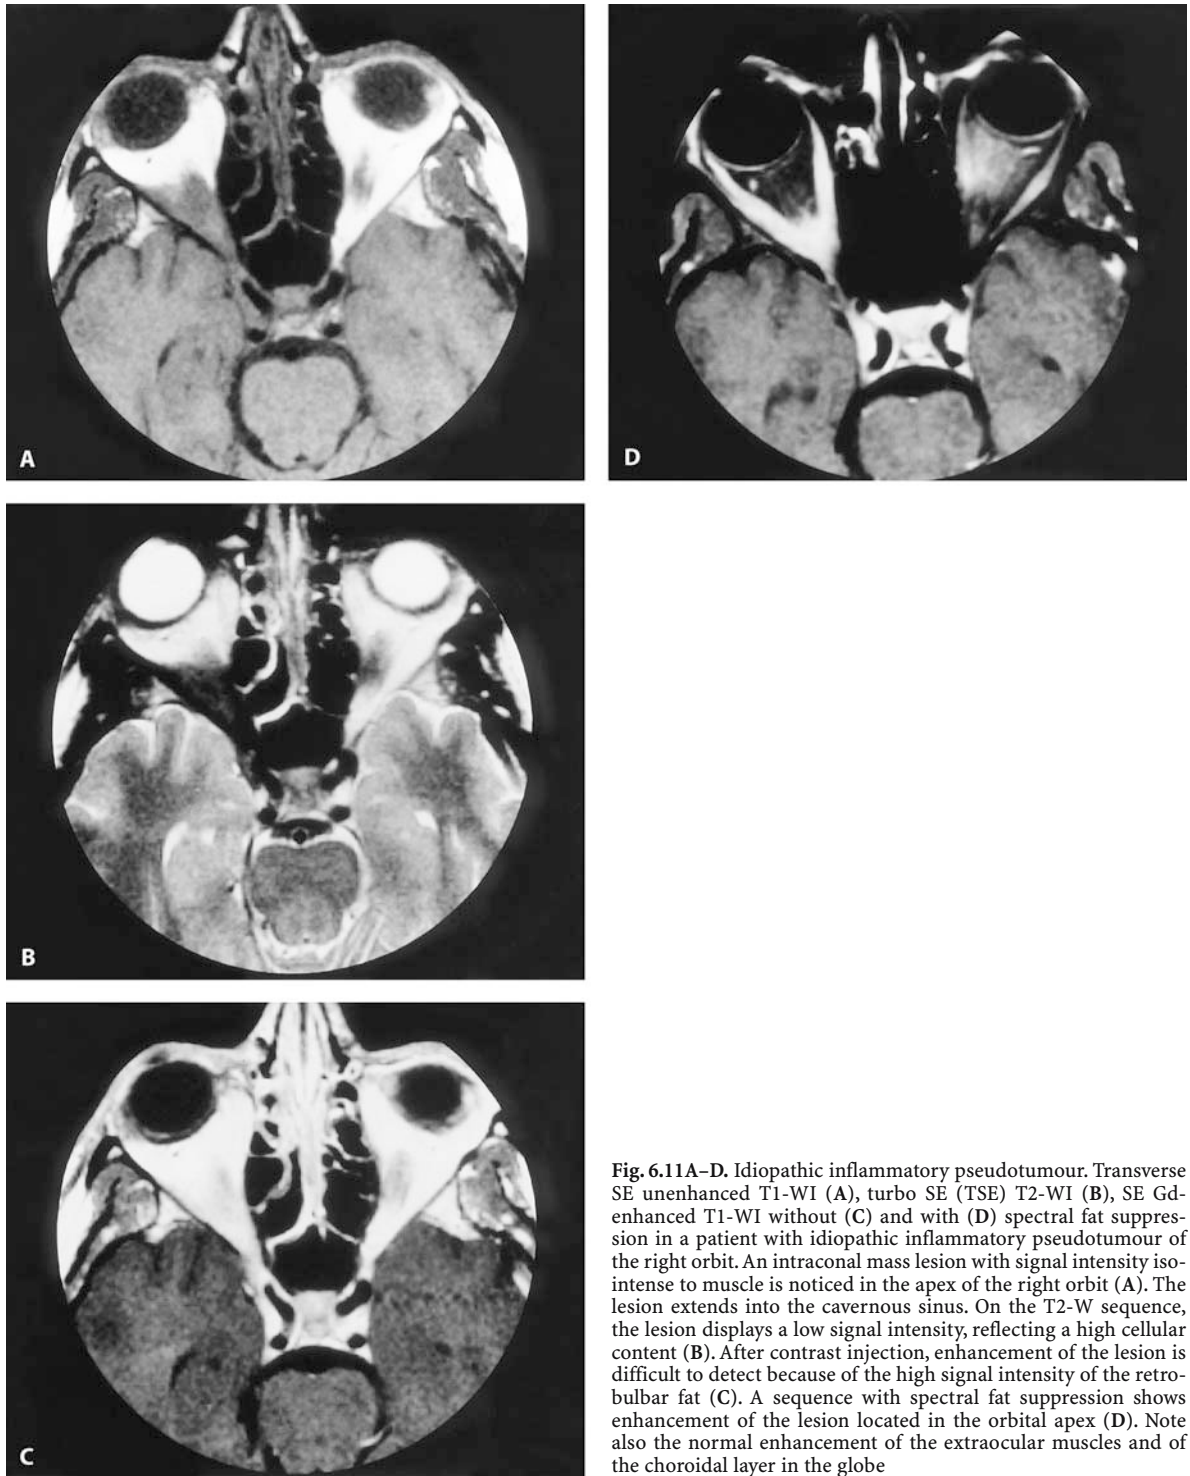 A
D
B
C
Fig. 6.11A–D. Idiopathic inflammatory pseudotumour. Transverse
SE unenhanced T1-WI (A), turbo SE (TSE) T2-WI (B), SE Gd-
enhanced T1-WI without (C) and with (D) spectral fat suppres-
sion in a patient with idiopathic inflammatory pseudotumour of
the right orbit. An intraconal mass lesion with signal intensity iso-
intense to muscle is noticed in the apex of the right orbit (A). The
lesion extends into the cavernous sinus. On the T2-W sequence,
the lesion displays a low signal intensity, reflecting a high cellular
content (B). After contrast injection, enhancement of the lesion is
difficult to detect because of the high signal intensity of the retro-
bulbar fat (C). A sequence with spectral fat suppression shows
enhancement of the lesion located in the orbital apex (D). Note
also the normal enhancement of the extraocular muscles and of
the choroidal layer in the globe